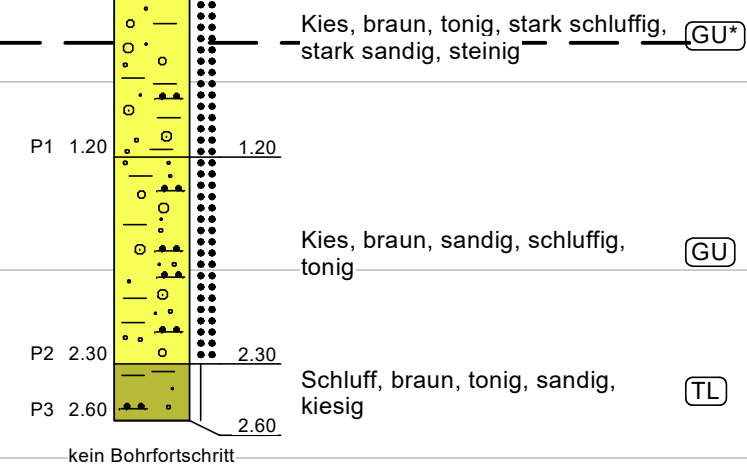 Kies, braun, tonig, stark schluffig,
stark sandig, steinig
GU*
P1 1.20
1.20
Kies, braun, sandig, schluffig,
tonig
GU
P2 2.30
2.30
Schluff, braun, tonig, sandig,
kiesig
TL
P3 2.60
2.60
kein Bohrfortschritt